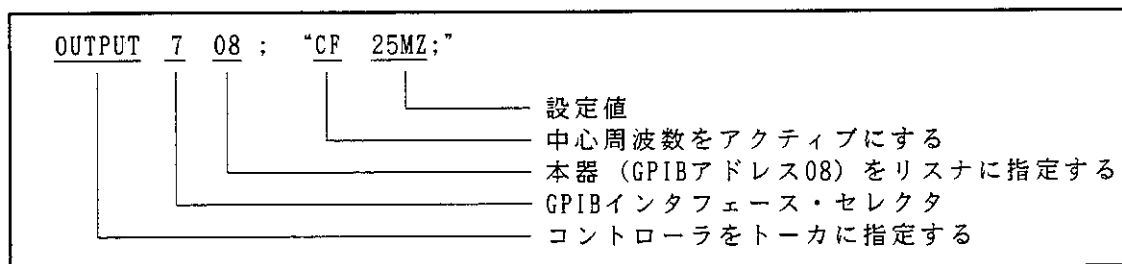 OUTPUT 7 08 ; “CF 25MZ;”
設定値
中心周波数をアクティブにする
本器 (GPIBアドレス08) をリスナに指定する
GPIBインタフェース・セレクタ
コントローラをトーカに指定する